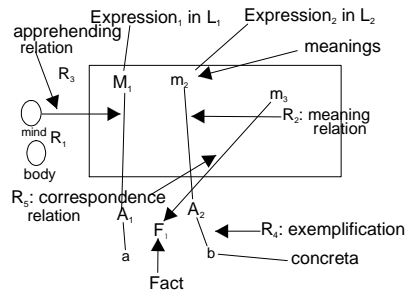 Expression₁ in L₁
Expression₂ in L₂
apprehending
relation
meanings
R₃
M₁
m₂
m₃
mind
R₁
R₂: meaning
relation
body
R₅: correspondence
relation
A₁
A₂
F₁
R₄: exemplification
a
b
concreta
Fact